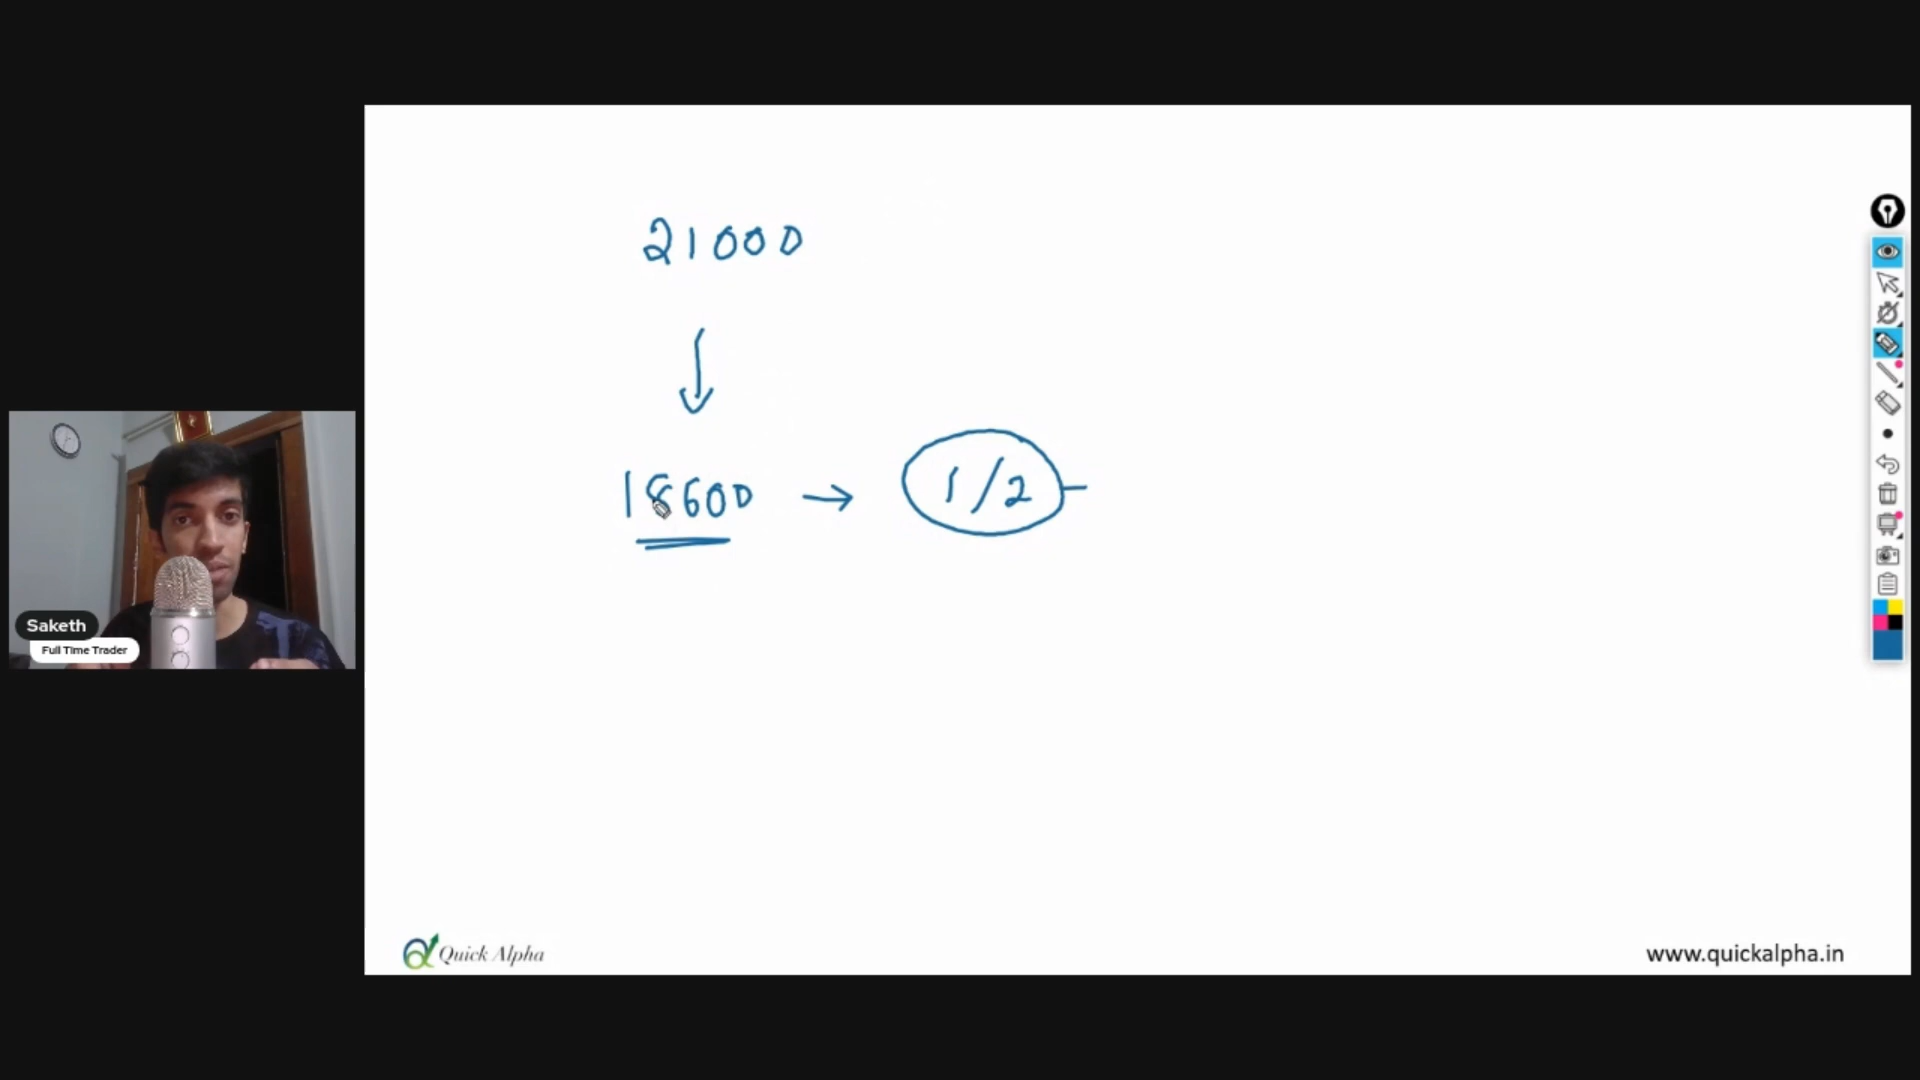 21000
↓
18600 → 1/2 -
Saketh
Full Time Trader
Quick Alpha
www.quickalpha.in